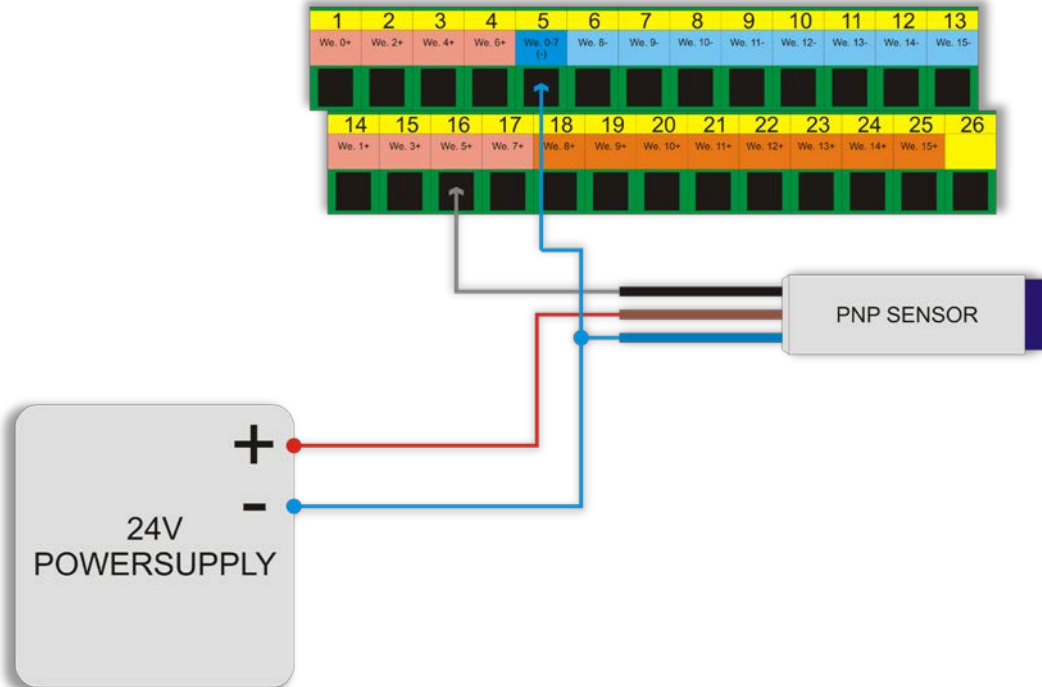 1 2 3 4 5 6 7 8 9 10 11 12 13
We. 0+ We. 2+ We. 4+ We. 6+ We. 0-7 We. 8- We. 9- We. 10- We. 11- We. 12- We. 13- We. 14- We. 15-
(-)
14 15 16 17 18 19 20 21 22 23 24 25 26
We. 1+ We. 3+ We. 5+ We. 7+ We. 8+ We. 9+ We. 10+ We. 11+ We. 12+ We. 13+ We. 14+ We. 15+
PNP SENSOR
+
-
24V
POWERSUPPLY